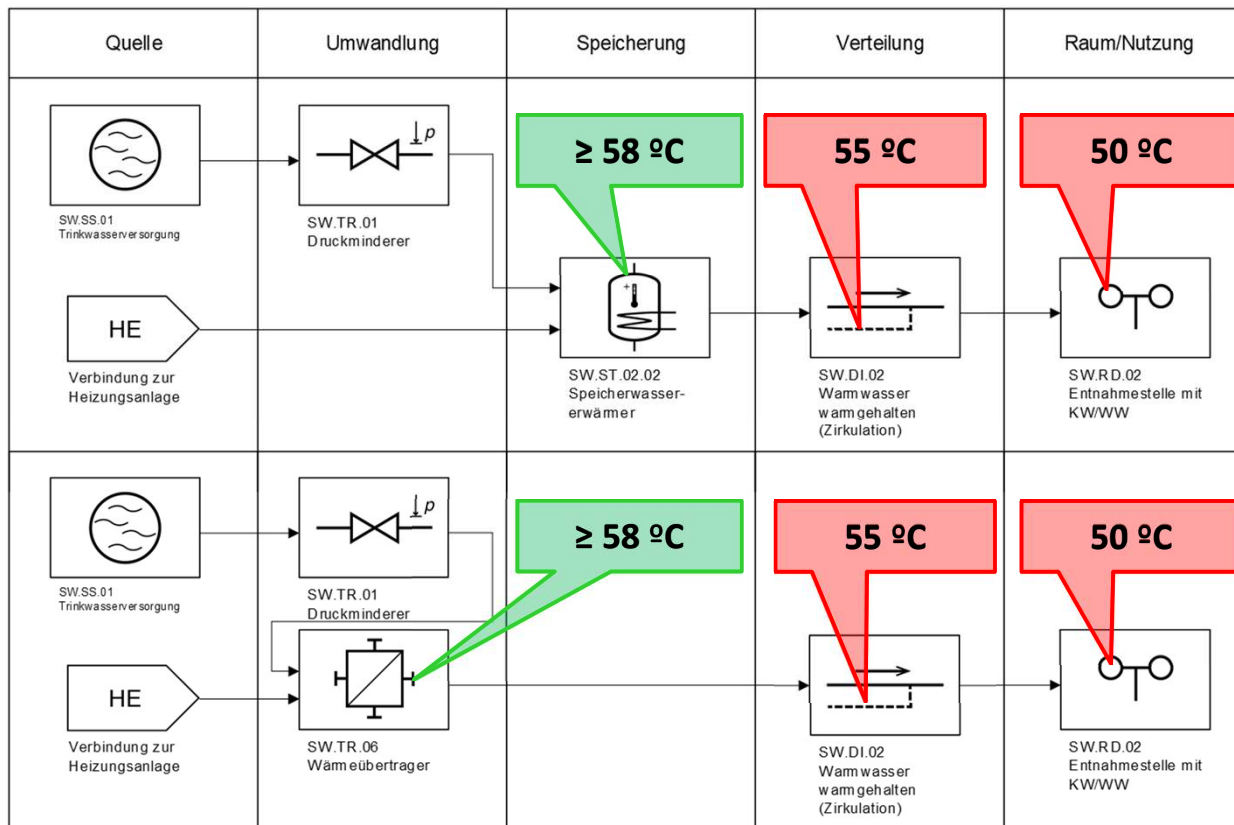 Quelle
Umwandlung
Speicherung
Verteilung
Raum/Nutzung
p
≥ 58 ºC
55 ºC
50 ºC
SW.SS.01
Trinkwasserversorgung
SW.TR.01
Druckminderer
HE
Verbindung zur
Heizungsanlage
+
SW.ST.02.02
Speicherwasser-
erwärmer
SW.DI.02
Warmwasser
warmgehalten
(Zirkulation)
SW.RD.02
Entnahmestelle mit
KW/WW
p
≥ 58 ºC
55 ºC
50 ºC
SW.SS.01
Trinkwasserversorgung
SW.TR.01
Druckminderer
HE
Verbindung zur
Heizungsanlage
SW.TR.06
Wärmeübertrager
SW.DI.02
Warmwasser
warmgehalten
(Zirkulation)
SW.RD.02
Entnahmestelle mit
KW/WW